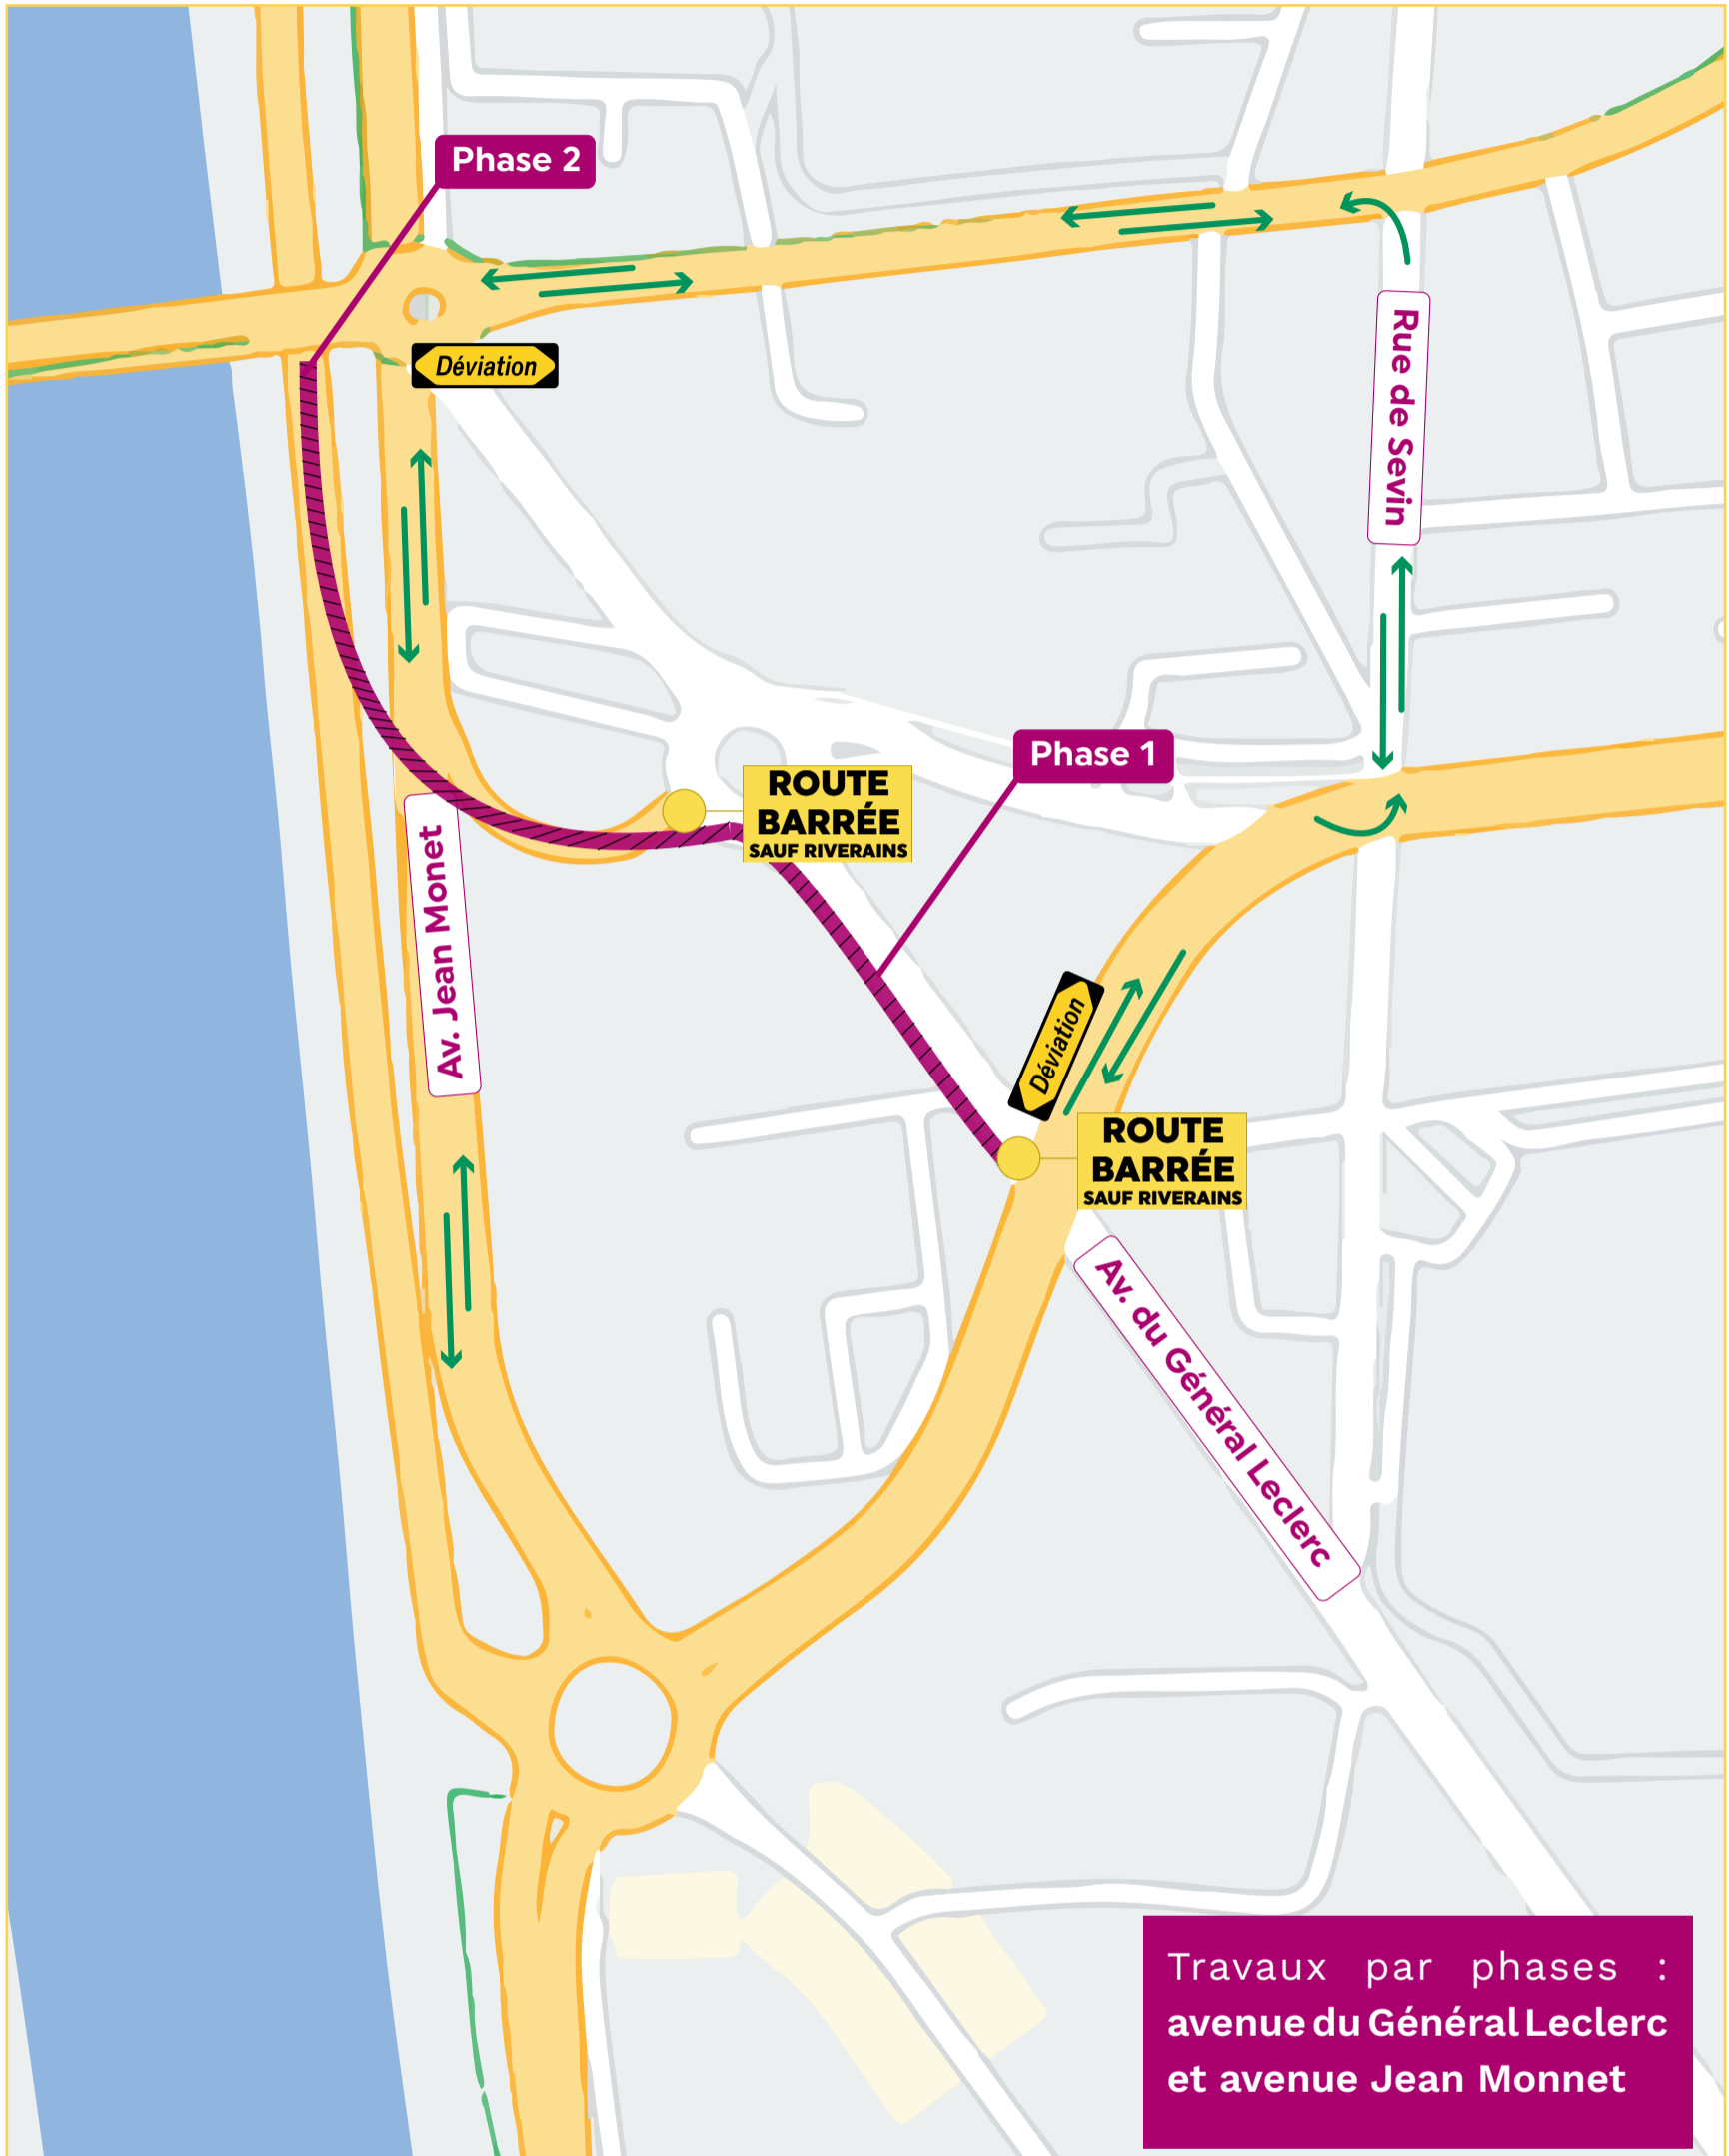 Phase 2
Déviation
Rue de Sevin
Phase 1
ROUTE
BARRÉE
SAUF RIVERAINS
Av. Jean Monet
Déviation
ROUTE
BARRÉE
SAUF RIVERAINS
Av. du Général Leclerc
Travaux par phases :
avenue du Général Leclerc
et avenue Jean Monnet